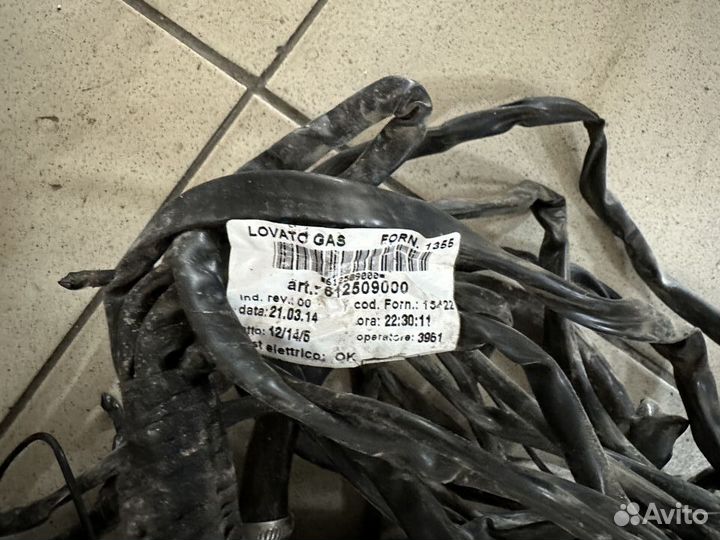 LOVATO GAS FORN. 1355
*612509000*
art.: 612509000
ind. rev.: 00 cod. Forn.:
data: 21.03.14 ora: 22:30:11
12/14/5 operatore: 3961
elettrico: OK
Avito